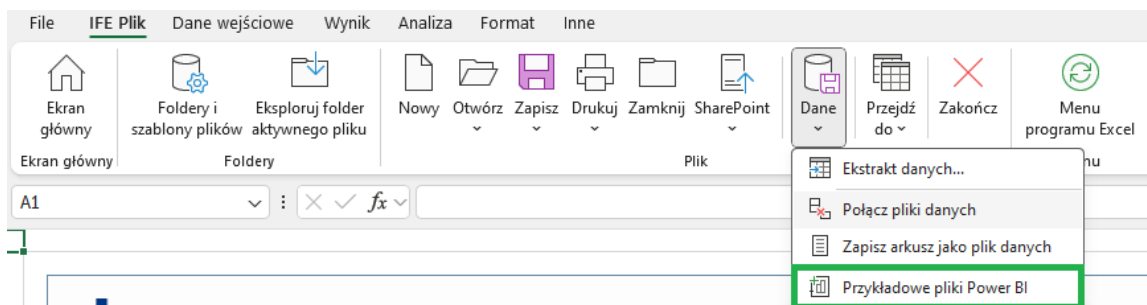 File IFE Plik Dane wejściowe Wynik Analiza Format Inne
Ekran główny
Foldery i szablony plików
Eksploruj folder aktywnego pliku
Nowy Otwórz Zapisz Drukuj Zamknij SharePoint
Dane
Przejdź do
Zakończ
Menu programu Excel
Ekran główny Foldery Plik nu
A1 fx
Ekstrakt danych...
Połącz pliki danych
Zapisz arkusz jako plik danych
Przykładowe pliki Power BI